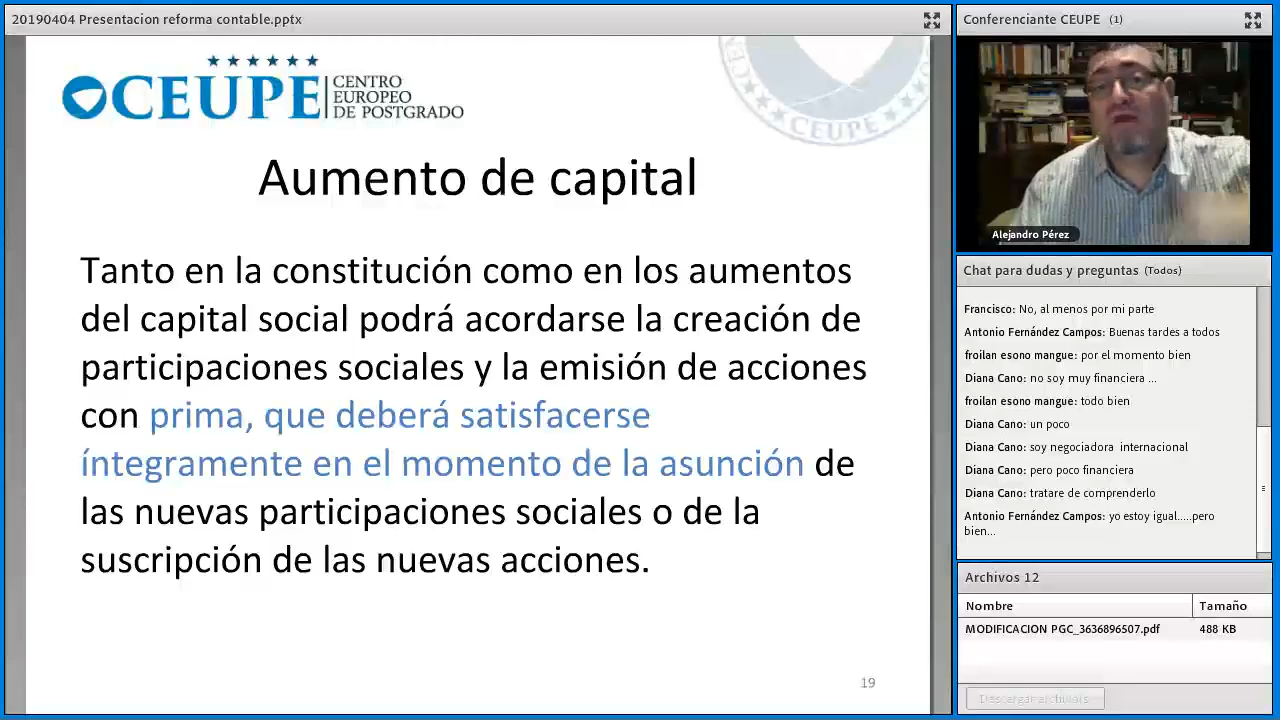 20190404 Presentacion reforma contable.pptx
CEUPE
CENTRO
EUROPEO
DE POSTGRADO
CEUPE
Aumento de capital
Tanto en la constitución como en los aumentos
del capital social podrá acordarse la creación de
participaciones sociales y la emisión de acciones
con prima, que deberá satisfacerse
íntegramente en el momento de la asunción de
las nuevas participaciones sociales o de la
suscripción de las nuevas acciones.
19
Conferenciante CEUPE (1)
Alejandro Pérez
Chat para dudas y preguntas (Todos)
Francisco: No, al menos por mi parte
Antonio Fernández Campos: Buenas tardes a todos
froilan esono mangue: por el momento bien
Diana Cano: no soy muy financiera ...
froilan esono mangue: todo bien
Diana Cano: un poco
Diana Cano: soy negociadora internacional
Diana Cano: pero poco financiera
Diana Cano: tratare de comprenderlo
Antonio Fernández Campos: yo estoy igual.....pero
bien...
Archivos 12
Nombre Tamaño
MODIFICACION PGC_3636896507.pdf 488 KB
Descargar archivo/s